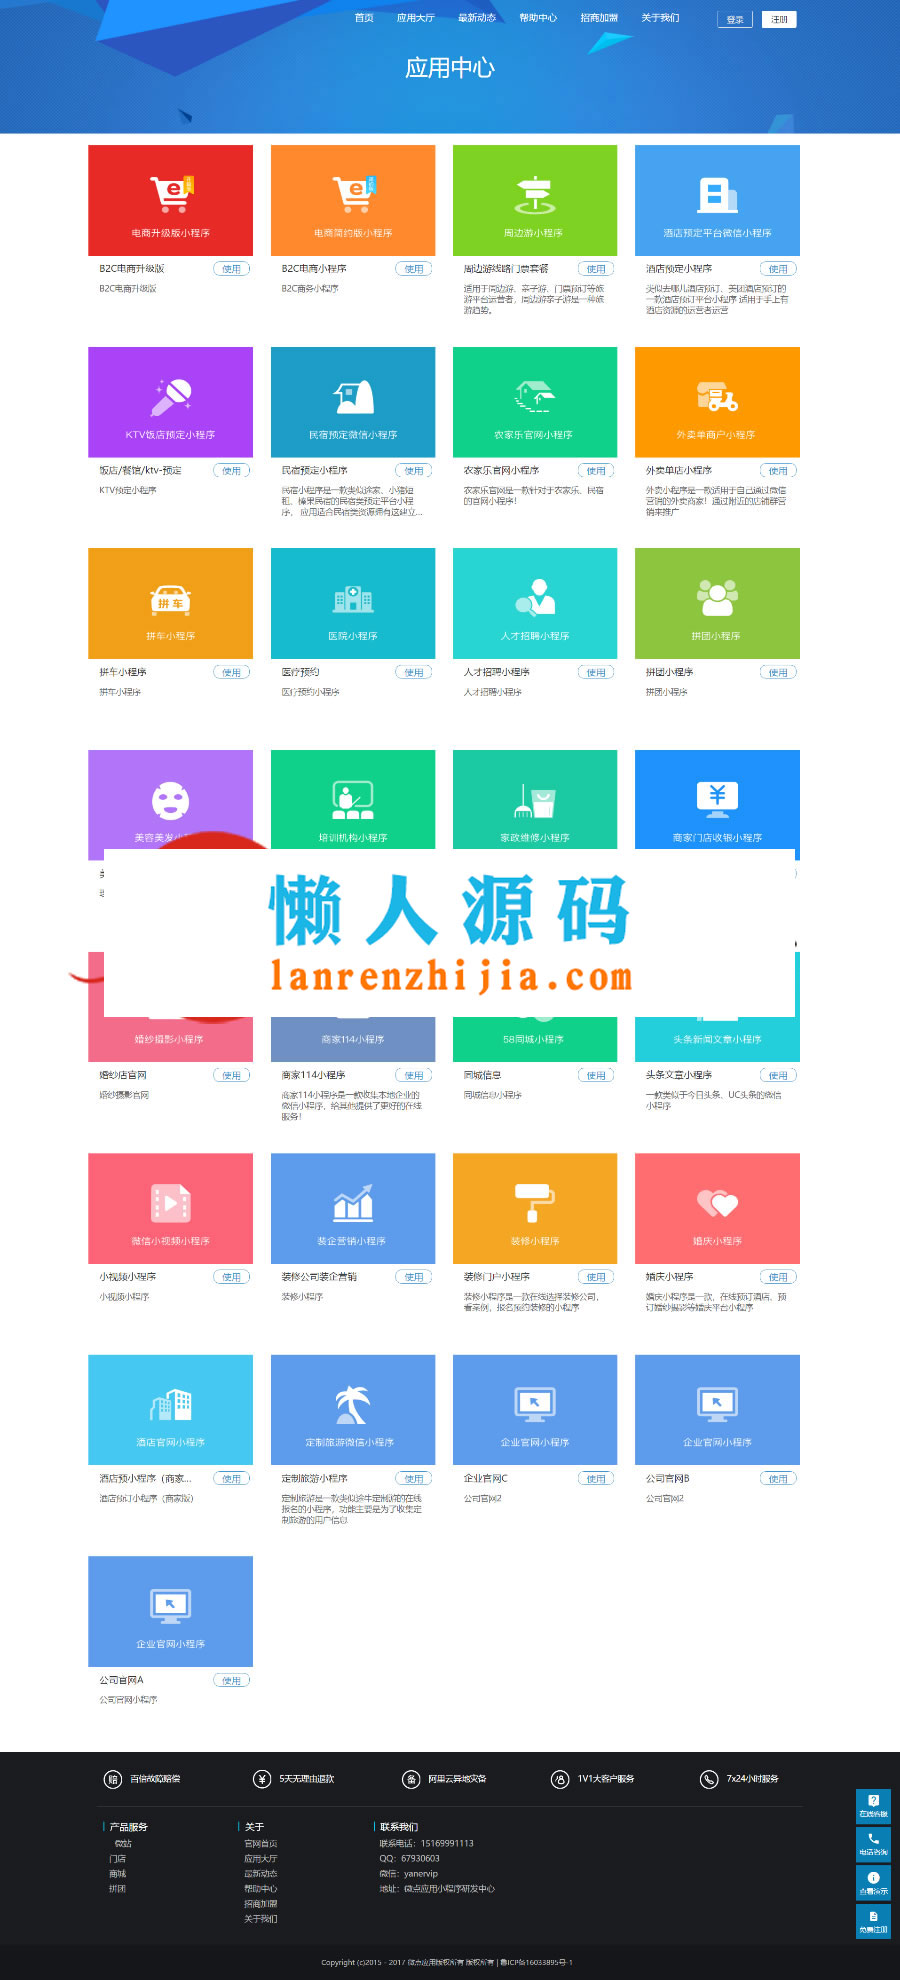 首页 应用大厅 最新动态 帮助中心 招商加盟 关于我们 登录 注册
应用中心
电商升级版小程序 电商简约版小程序 周边游小程序 酒店预定平台微信小程序
B2C电商升级版 使用 B2C电商小程序 使用 周边游线路门票套餐 使用 酒店预定小程序 使用
B2C电商升级版
B2C商务小程序
适用于周边游、亲子游、门票预订等旅
游平台运营者，周边游亲子游是一种旅
游趋势。
类似去哪儿酒店预订、美团酒店预订的
一款酒店预订平台小程序 适用于手上有
酒店资源的运营者运营
KTV饭店预定小程序 民宿预定微信小程序 农家乐官网小程序 外卖单商户小程序
饭店/餐馆/ktv-预定 使用 民宿预定小程序 使用 农家乐官网小程序 使用 外卖单店小程序 使用
KTV预定小程序
民宿小程序是一款类似途家、小猪短
租、榛果民宿的民宿类预定平台小程
序， 应用适合民宿类资源拥有这建立...
农家乐官网是一款针对于农家乐、民宿
的官网小程序！
外卖小程序是一款适用于自己通过微信
营销的外卖商家！通过附近的店铺群营
销来推广
拼车
拼车小程序 医院小程序 人才招聘小程序 拼团小程序
拼车小程序 使用 医疗预约 使用 人才招聘小程序 使用 拼团小程序 使用
拼车小程序 医疗预约小程序 人才招聘小程序 拼团小程序
美容美发小 培训机构小程序 家政维修小程序 商家门店收银小程序
懒人源码
lanrenzhijia.com
婚纱摄影小程序 商家114小程序 58同城小程序 头条新闻文章小程序
婚纱店官网 使用 商家114小程序 使用 同城信息 使用 头条文章小程序 使用
婚纱摄影官网
商家114小程序是一款收集本地企业的
微信小程序，给其他提供了更好的在线
服务！
同城信息小程序
一款类似于今日头条、UC头条的微信
小程序
微信小视频小程序 装企营销小程序 装修小程序 婚庆小程序
小视频小程序 使用 装修公司装企营销 使用 装修门户小程序 使用 婚庆小程序 使用
小视频小程序
装修小程序
装修小程序是一款在线选择装修公司、
看案例，报名预约装修的小程序
婚庆小程序是一款，在线预订酒店、预
订婚纱摄影等婚庆平台小程序
酒店官网小程序 定制旅游微信小程序 企业官网小程序 企业官网小程序
酒店预小程序（商家... 使用 定制旅游小程序 使用 企业官网C 使用 公司官网B 使用
酒店预订小程序（商家版）
定制旅游是一款类似途牛定制游的在线
报名的小程序，功能主要是为了收集定
制旅游的用户信息
公司官网2
公司官网2
企业官网小程序
公司官网A 使用
公司官网小程序
赔 百倍故障赔偿 ¥ 5天无理由退款 备 阿里云异地灾备 1V1大客户服务 7x24小时服务
在线客服
电话咨询
查看演示
免费注册
产品服务 关于 联系我们
微站 官网首页 联系电话：15169991113
门店 应用大厅 QQ：67930603
商城 最新动态 微信：yanervip
拼团 帮助中心 地址：微点应用小程序研发中心
招商加盟
关于我们
Copyright (c)2015 - 2017 微点应用版权所有 版权所有 | 鲁ICP备16033895号-1